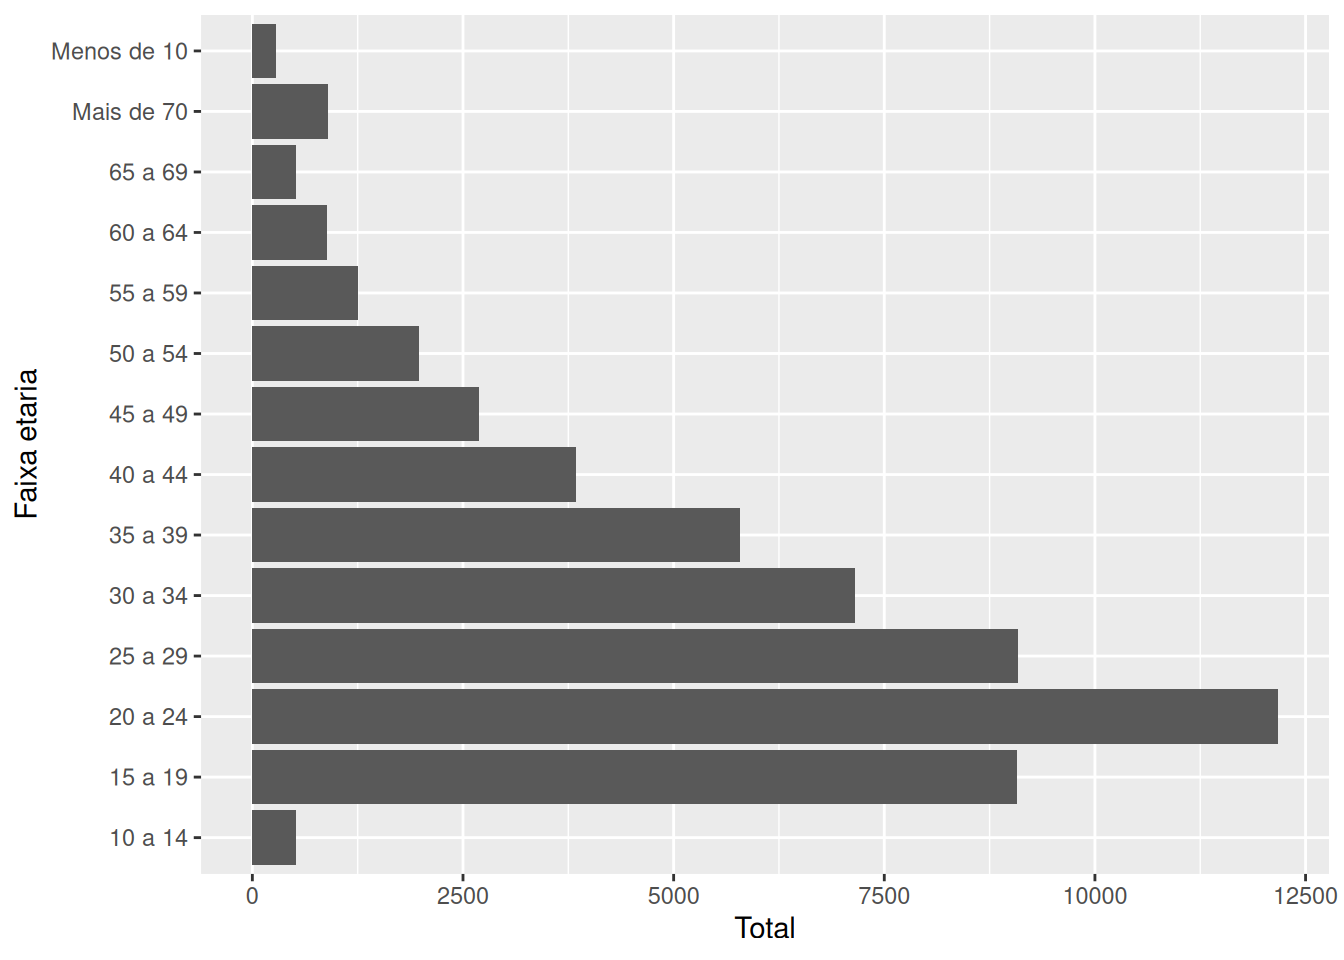 Menos de 10
Mais de 70
65 a 69
60 a 64
55 a 59
50 a 54
45 a 49
40 a 44
35 a 39
30 a 34
25 a 29
20 a 24
15 a 19
10 a 14
Faixa etaria
0 2500 5000 7500 10000 12500
Total